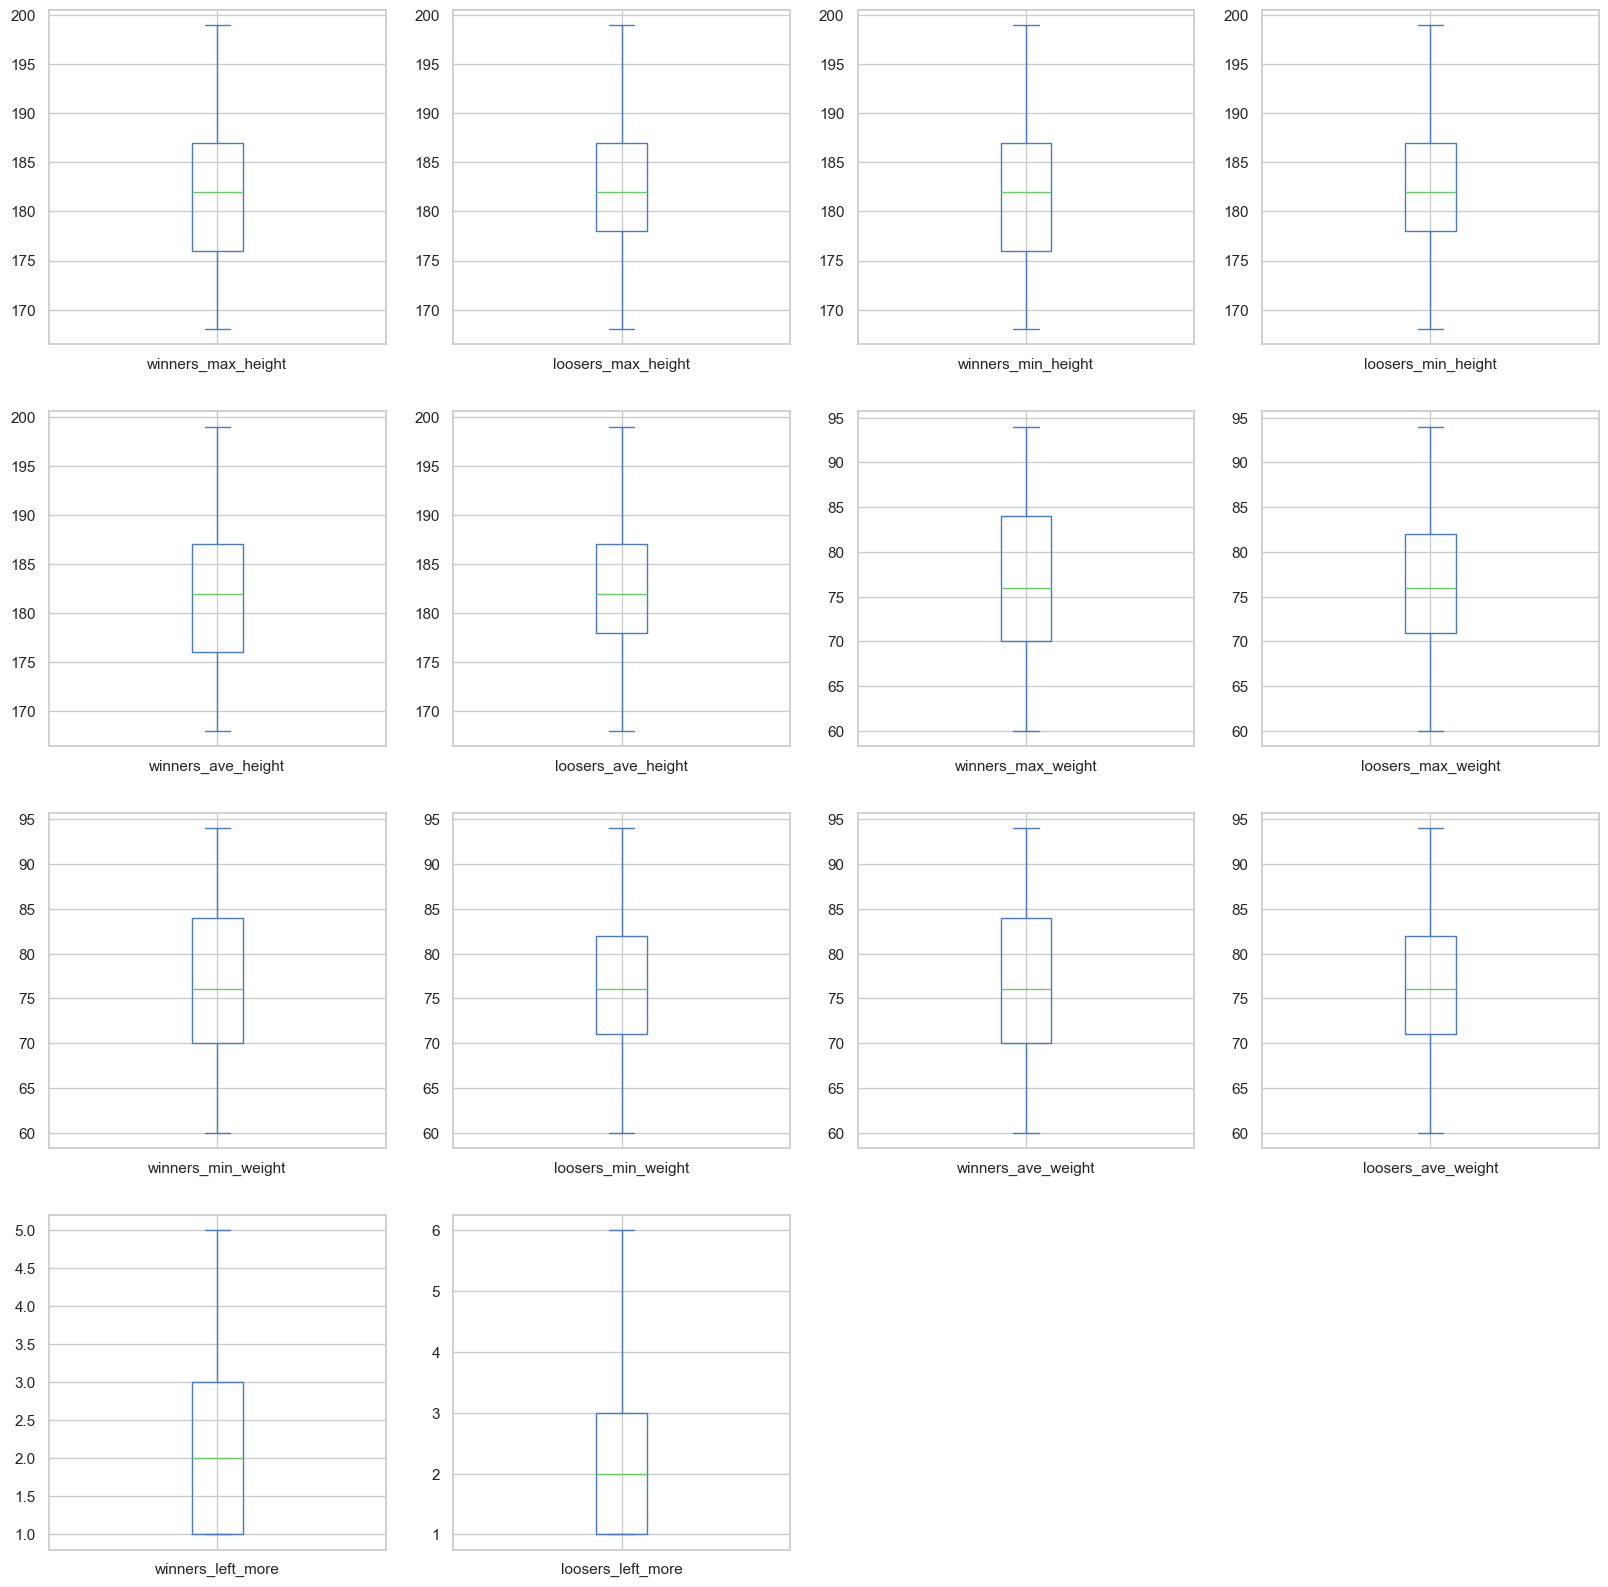 200 200 200 200
195 195 195 195
190 190 190 190
185 185 185 185
180 180 180 180
175 175 175 175
170 170 170 170
winners_max_height loosers_max_height winners_min_height loosers_min_height
200 200 95 95
195 195 90 90
190 190 85 85
185 185 80 80
180 180 75 75
175 175 70 70
170 170 65 65
60 60
winners_ave_height loosers_ave_height winners_max_weight loosers_max_weight
95 95 95 95
90 90 90 90
85 85 85 85
80 80 80 80
75 75 75 75
70 70 70 70
65 65 65 65
60 60 60 60
winners_min_weight loosers_min_weight winners_ave_weight loosers_ave_weight
5.0 6
4.5
4.0 5
3.5
3.0 4
2.5 3
2.0 2
1.5
1.0 1
winners_left_more loosers_left_more